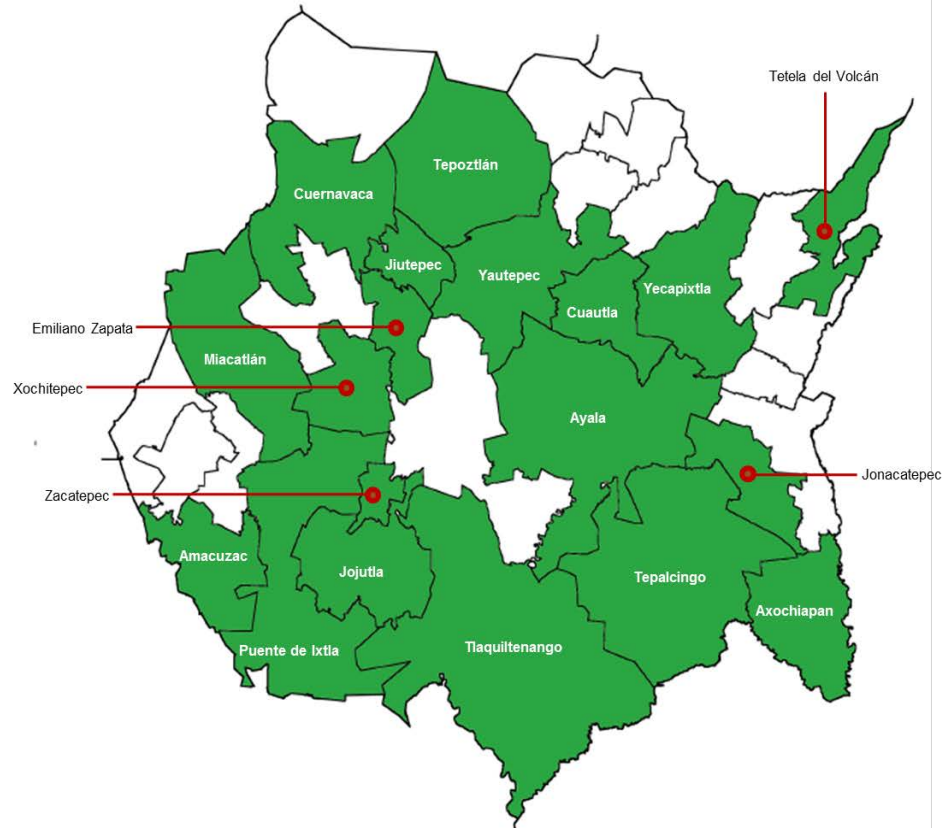 Tetela del Volcán
Tepoztlán
Cuernavaca
Jiutepec
Yautepec
Yecapixtla
Cuautla
Emiliano Zapata
Miacatlán
Xochitepec
Ayala
Jonacatepec
Zacatepec
Amacuzac
Jojutla
Tepalcingo
Axochiapan
Puente de Ixtla
Tlaquiltenango